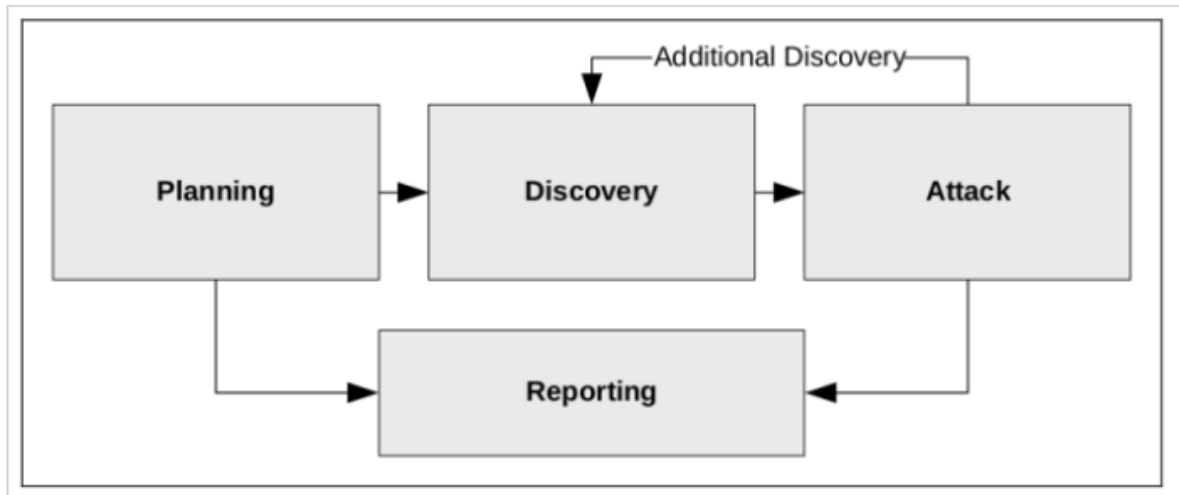 Additional Discovery
Planning
Discovery
Attack
Reporting